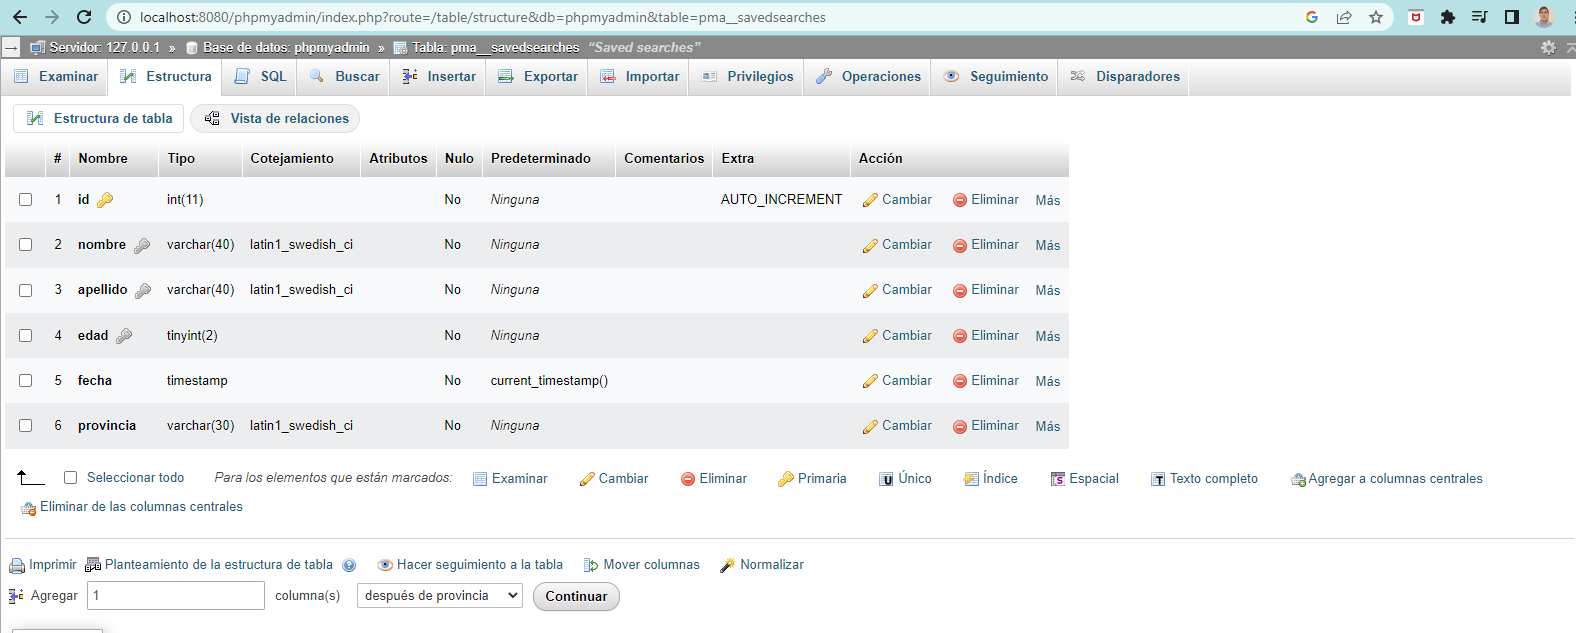 localhost:8080/phpmyadmin/index.php?route=/table/structure&db=phpmyadmin&table=pma__savedsearches
Servidor: 127.0.0.1 » Base de datos: phpmyadmin » Tabla: pma__savedsearches “Saved searches”
Examinar Estructura SQL Buscar Insertar Exportar Importar Privilegios Operaciones Seguimiento Disparadores
Estructura de tabla Vista de relaciones
# Nombre Tipo Cotejamiento Atributos Nulo Predeterminado Comentarios Extra Acción
1 id int(11) No Ninguna AUTO_INCREMENT Cambiar Eliminar Más
2 nombre varchar(40) latin1_swedish_ci No Ninguna Cambiar Eliminar Más
3 apellido varchar(40) latin1_swedish_ci No Ninguna Cambiar Eliminar Más
4 edad tinyint(2) No Ninguna Cambiar Eliminar Más
5 fecha timestamp No current_timestamp() Cambiar Eliminar Más
6 provincia varchar(30) latin1_swedish_ci No Ninguna Cambiar Eliminar Más
Seleccionar todo Para los elementos que están marcados: Examinar Cambiar Eliminar Primaria Único Índice Espacial Texto completo Agregar a columnas centrales
Eliminar de las columnas centrales
Imprimir Planteamiento de la estructura de tabla Hacer seguimiento a la tabla Mover columnas Normalizar
Agregar 1 columna(s) después de provincia Continuar